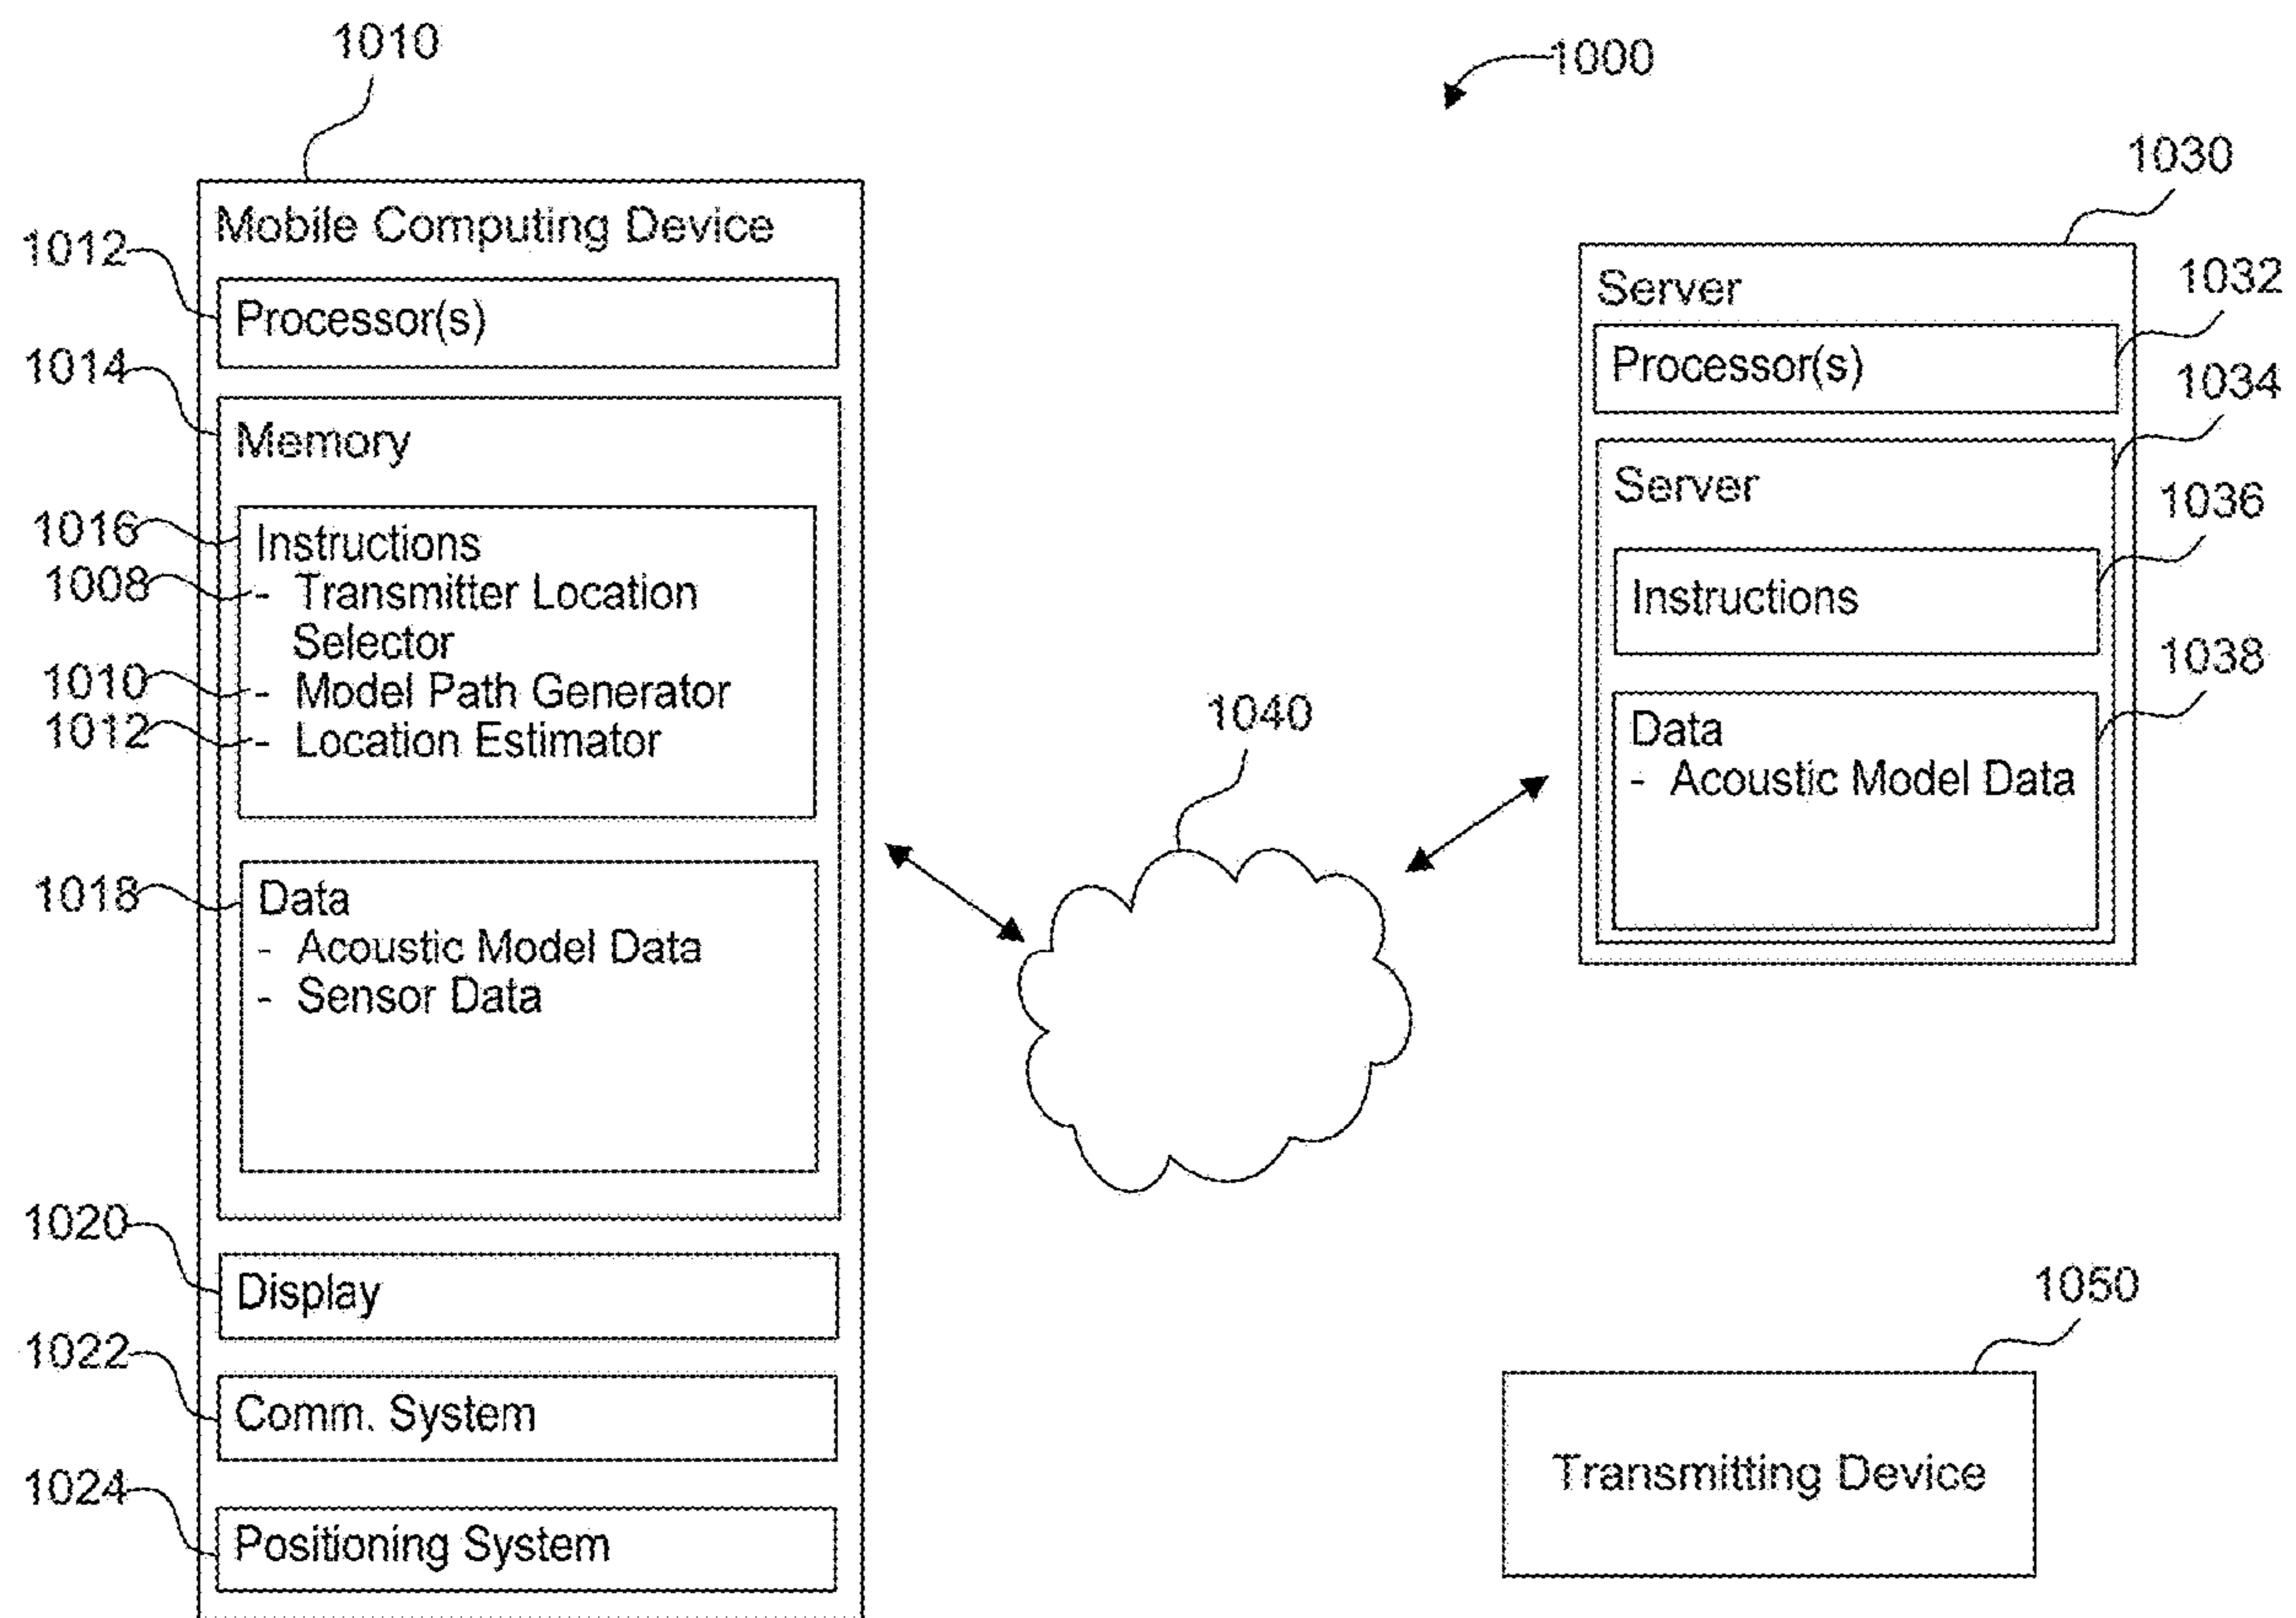 1010
1000
Mobile Computing Device
1012
Processor(s)
1014
Memory
1016
Instructions
1008
- Transmitter Location
Selector
1010
- Model Path Generator
1012
- Location Estimator
1018
Data
- Acoustic Model Data
- Sensor Data
1020
Display
1022
Comm. System
1024
Positioning System
1040
1030
Server
1032
Processor(s)
1034
Server
1036
Instructions
1038
Data
- Acoustic Model Data
1050
Transmitting Device